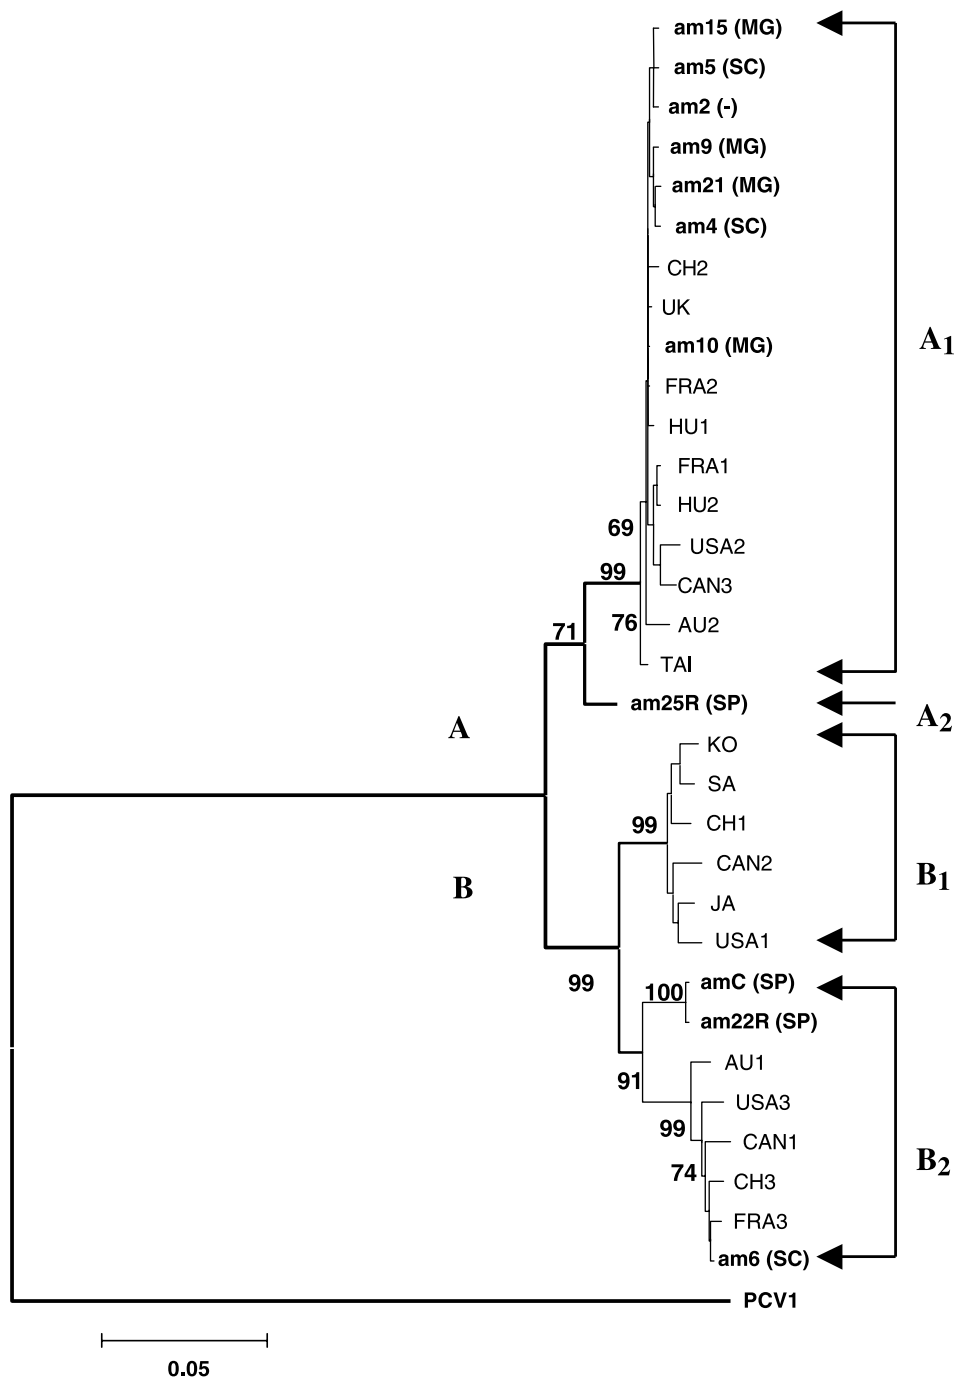 am15 (MG)
am5 (SC)
am2 (-)
am9 (MG)
am21 (MG)
am4 (SC)
CH2
UK
A1
am10 (MG)
FRA2
HU1
FRA1
HU2
69
USA2
99
CAN3
76
AU2
71
TAI
am25R (SP)
A2
A
KO
SA
99
CH1
CAN2
B1
B
JA
USA1
99
amC (SP)
100
am22R (SP)
AU1
91
USA3
99
CAN1
B2
74
CH3
FRA3
am6 (SC)
PCV1
0.05